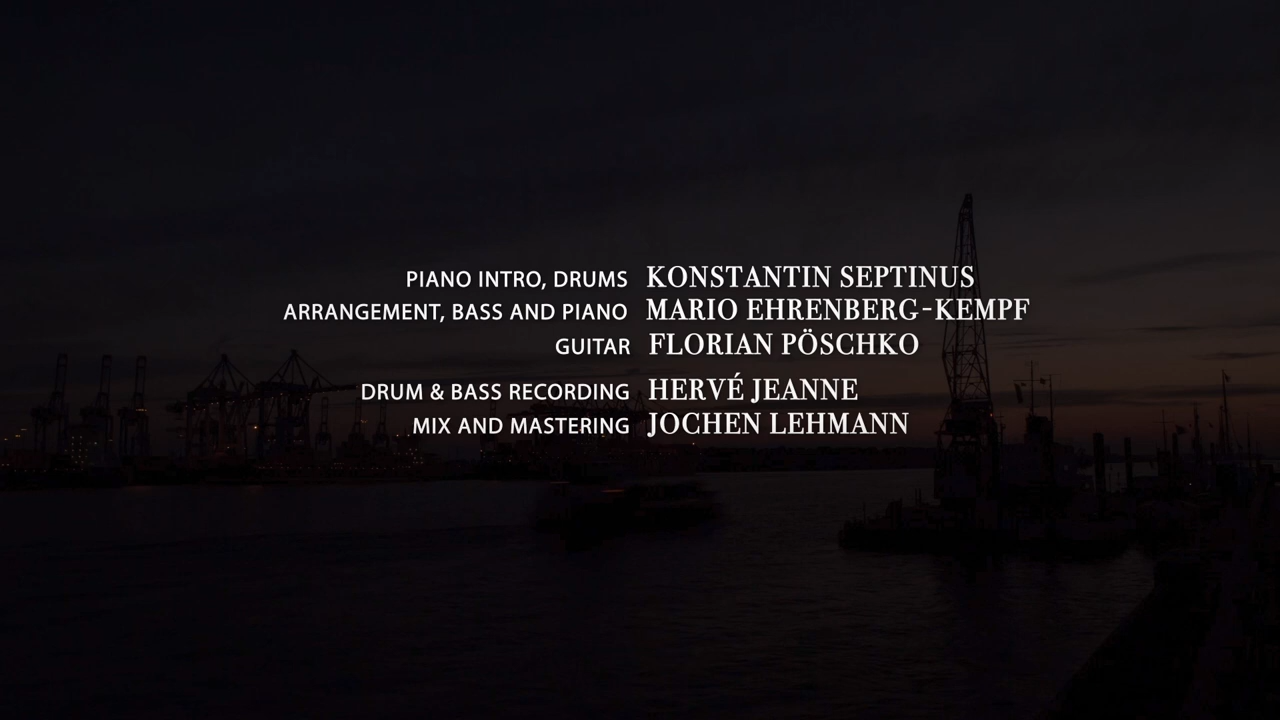 PIANO INTRO, DRUMS KONSTANTIN SEPTINUS
ARRANGEMENT, BASS AND PIANO MARIO EHRENBERG-KEMPF
GUITAR FLORIAN PÖSCHKO
DRUM & BASS RECORDING HERVÉ JEANNE
MIX AND MASTERING JOCHEN LEHMANN